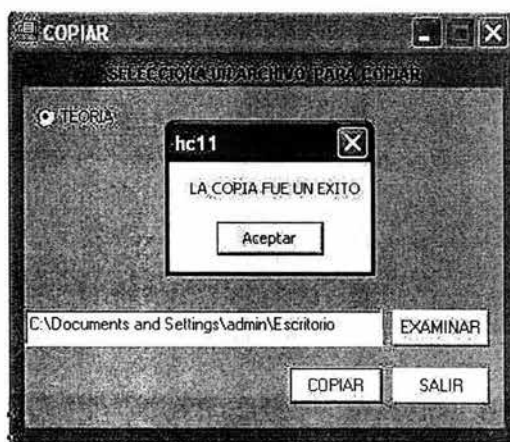 COPIAR
SELECCIONA UN ARCHIVO PARA COPIAR
TEORIA
hc11
LA COPIA FUE UN EXITO
Aceptar
C:\Documents and Settings\admin\Escritorio
EXAMINAR
COPIAR
SALIR